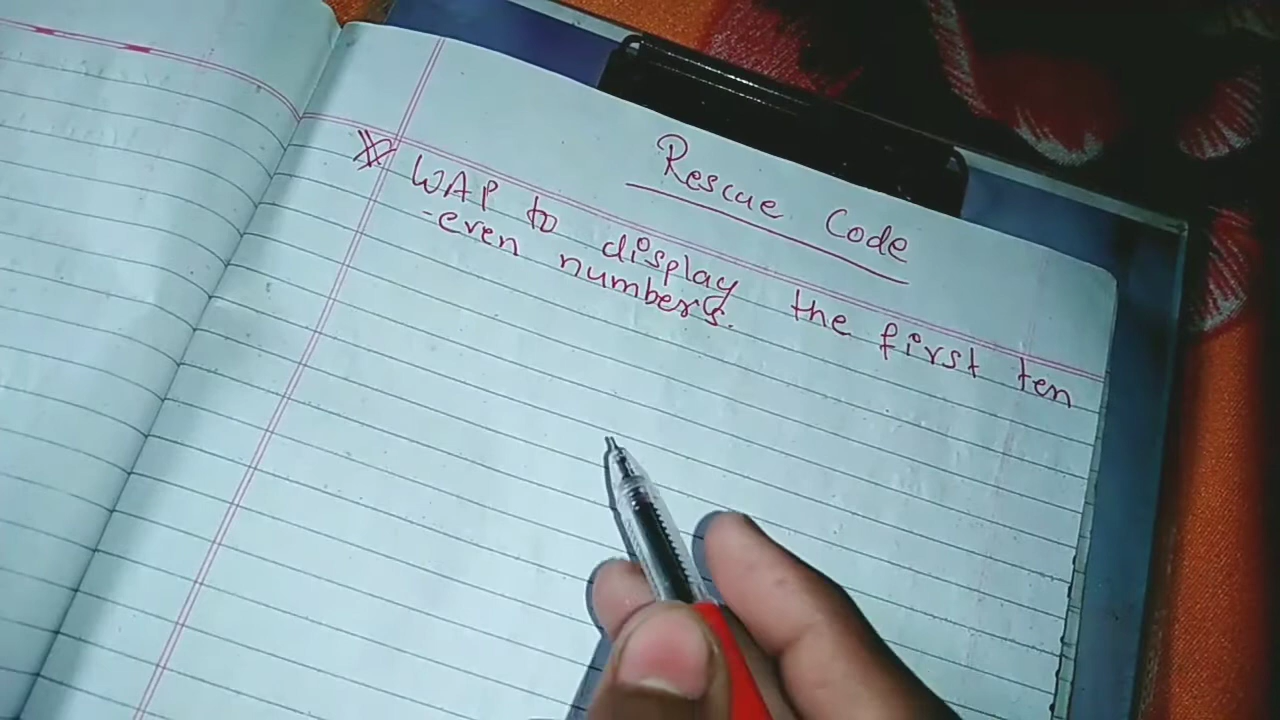 Rescue Code
WAP to display the first ten
-even numbers.